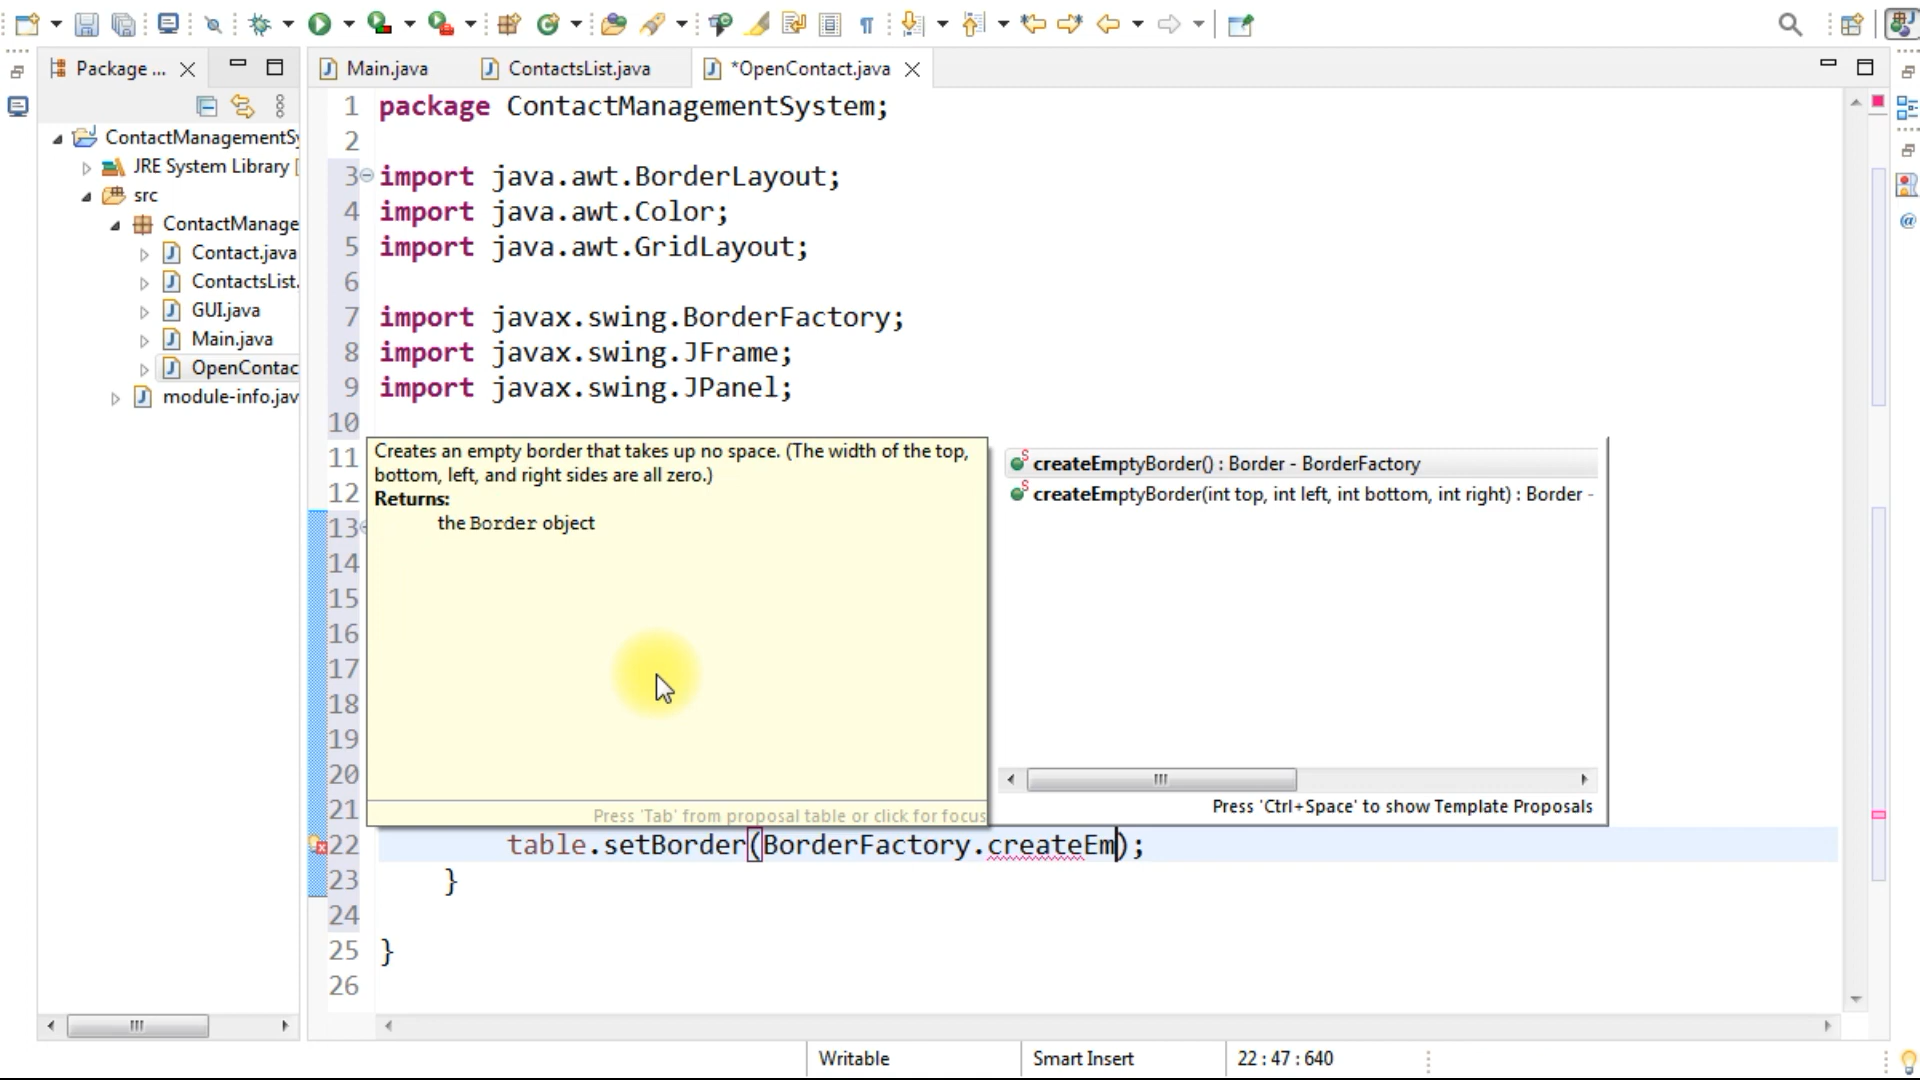 Package ...
Main.java
ContactsList.java
*OpenContact.java
ContactManagementSy
JRE System Library [
src
ContactManage
Contact.java
ContactsList.
GUI.java
Main.java
OpenContac
module-info.jav
1 package ContactManagementSystem;
2
3 import java.awt.BorderLayout;
4 import java.awt.Color;
5 import java.awt.GridLayout;
6
7 import javax.swing.BorderFactory;
8 import javax.swing.JFrame;
9 import javax.swing.JPanel;
10
11
12
13
14
15
16
17
18
19
20
21
Creates an empty border that takes up no space. (The width of the top,
bottom, left, and right sides are all zero.)
Returns:
the Border object
Press 'Tab' from proposal table or click for focus
createEmptyBorder() : Border - BorderFactory
createEmptyBorder(int top, int left, int bottom, int right) : Border -
Press 'Ctrl+Space' to show Template Proposals
22 table.setBorder(BorderFactory.createEm);
23 }
24
25 }
26
Writable
Smart Insert
22 : 47 : 640